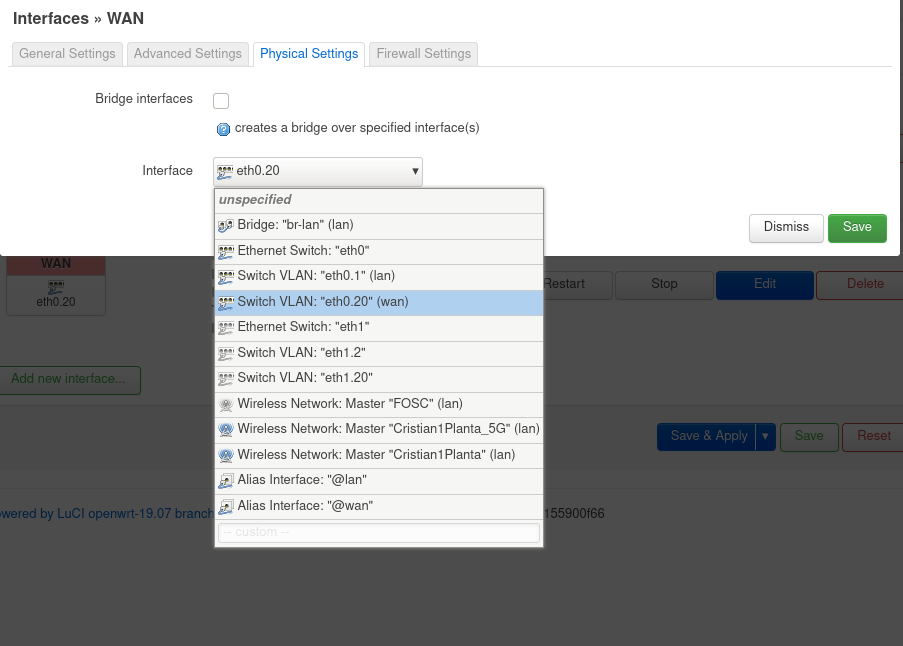 Interfaces » WAN
General Settings Advanced Settings Physical Settings Firewall Settings
Bridge interfaces
creates a bridge over specified interface(s)
Interface
eth0.20
unspecified
Bridge: "br-lan" (lan)
Ethernet Switch: "eth0"
Switch VLAN: "eth0.1" (lan)
Switch VLAN: "eth0.20" (wan)
Ethernet Switch: "eth1"
Switch VLAN: "eth1.2"
Switch VLAN: "eth1.20"
Wireless Network: Master "FOSC" (lan)
Wireless Network: Master "Cristian1Planta_5G" (lan)
Wireless Network: Master "Cristian1Planta" (lan)
Alias Interface: "@lan"
Alias Interface: "@wan"
-- custom --
Dismiss Save
WAN
eth0.20
Restart Stop Edit Delete
Add new interface...
Save & Apply Save Reset
owered by LuCI openwrt-19.07 branch 155900f66